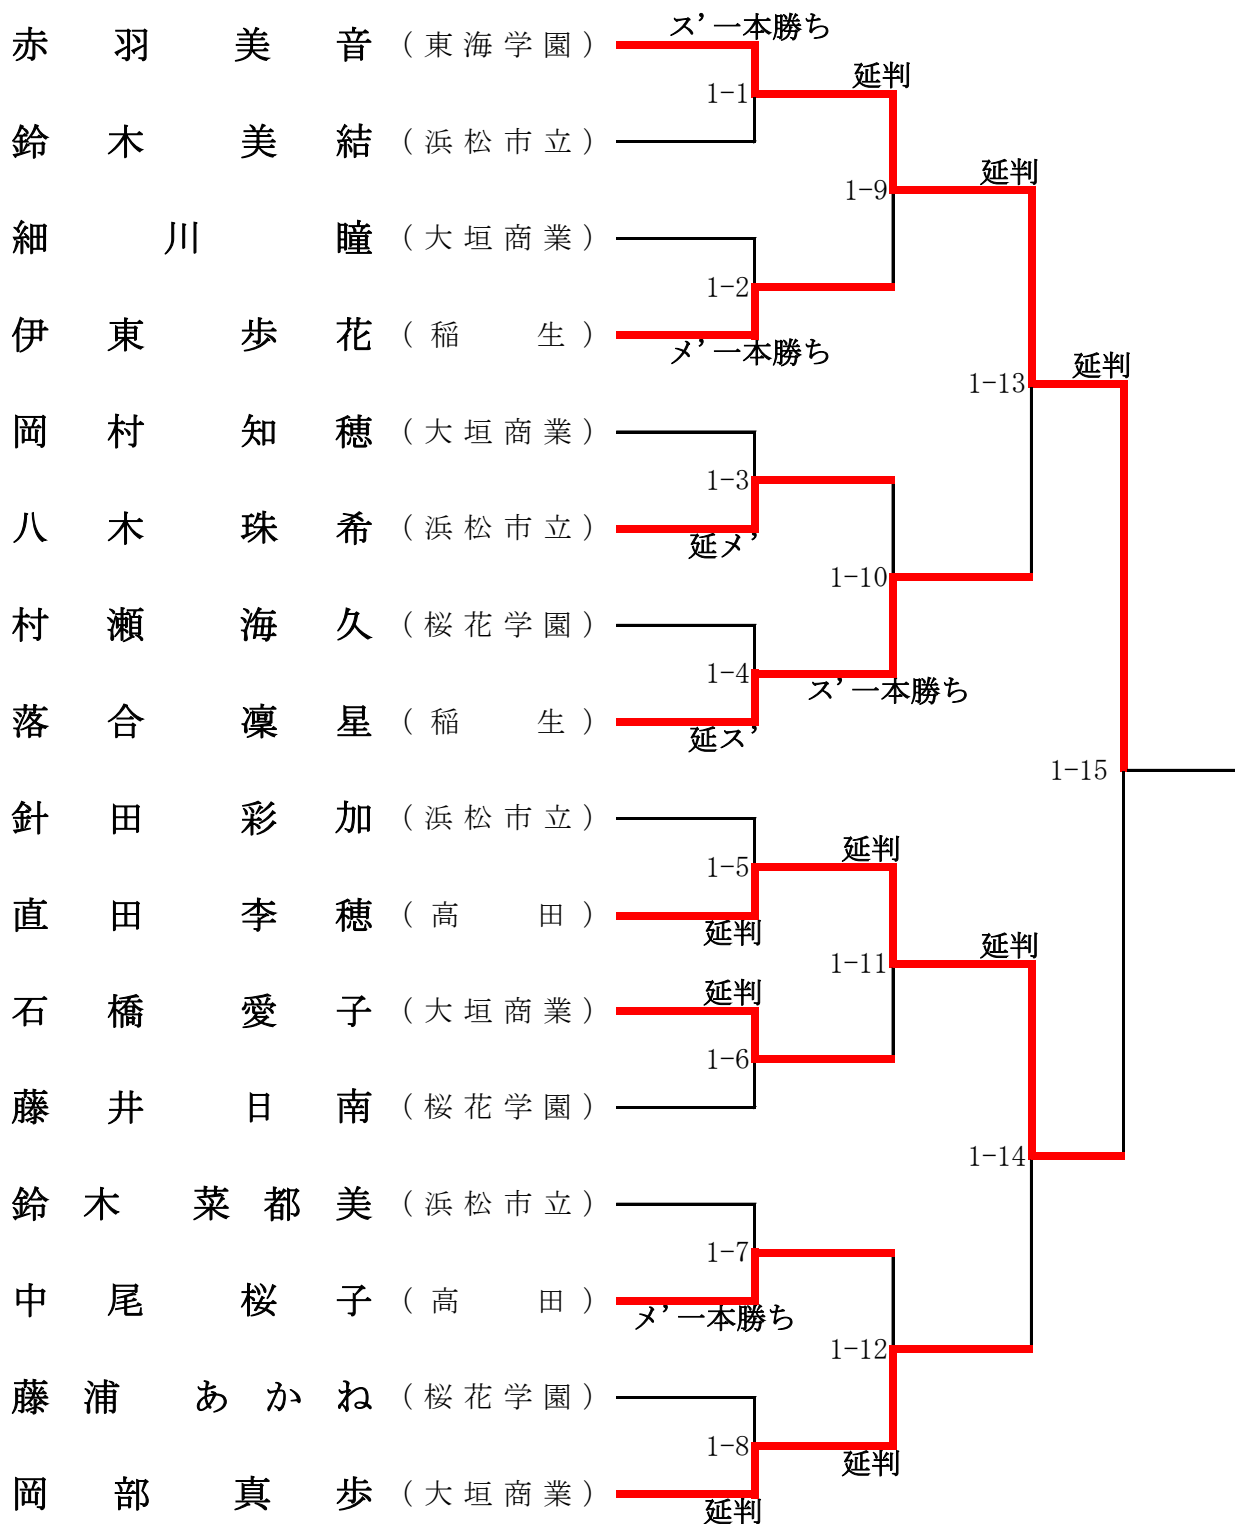 ス’一本勝ち
赤羽美音（東海学園）
延判
1-1
鈴木美結（浜松市立）
延判
1-9
細川瞳（大垣商業）
1-2
伊東歩花（稲生）
メ’一本勝ち
延判
1-13
岡村知穂（大垣商業）
1-3
八木珠希（浜松市立）
延メ’
1-10
村瀬海久（桜花学園）
1-4
ス’一本勝ち
落合凜星（稲生）
延ス’
1-15
針田彩加（浜松市立）
延判
1-5
直田李穂（高田）
延判
延判
1-11
延判
石橋愛子（大垣商業）
1-6
藤井日南（桜花学園）
1-14
鈴木菜都美（浜松市立）
1-7
中尾桜子（高田）
メ’一本勝ち
1-12
藤浦あかね（桜花学園）
1-8
延判
岡部真歩（大垣商業）
延判